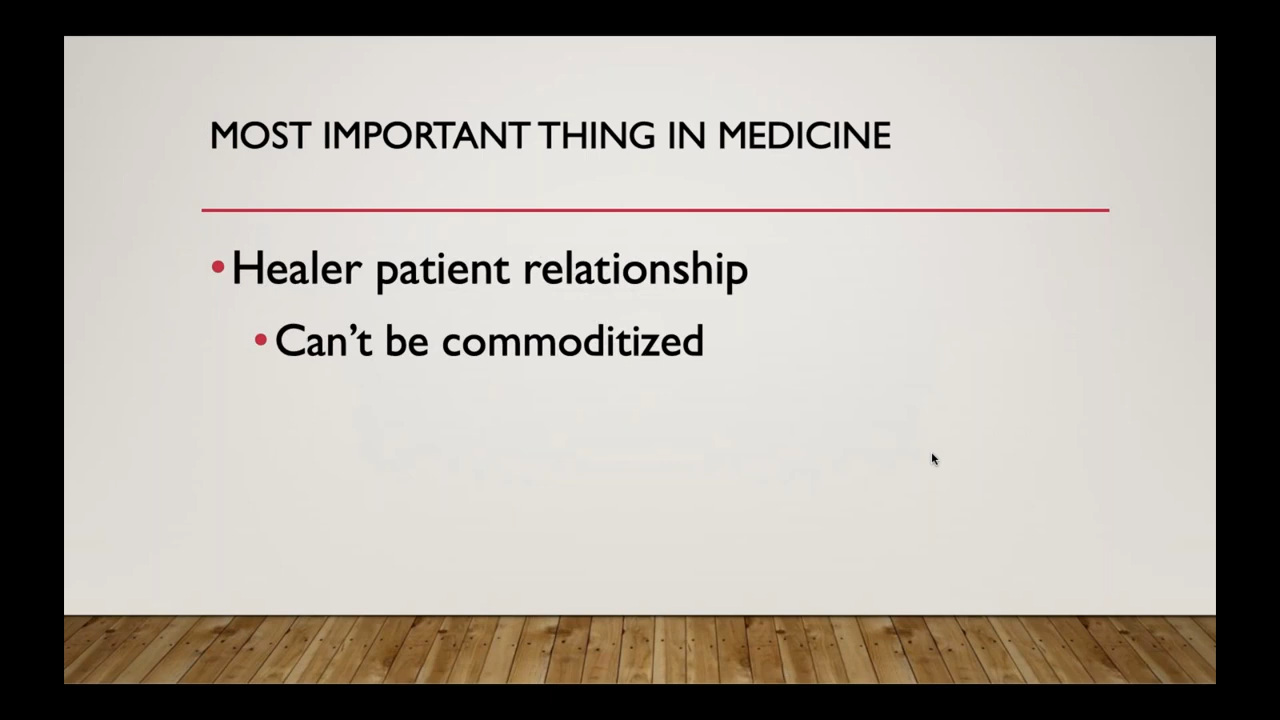 MOST IMPORTANT THING IN MEDICINE
•Healer patient relationship
•Can’t be commoditized